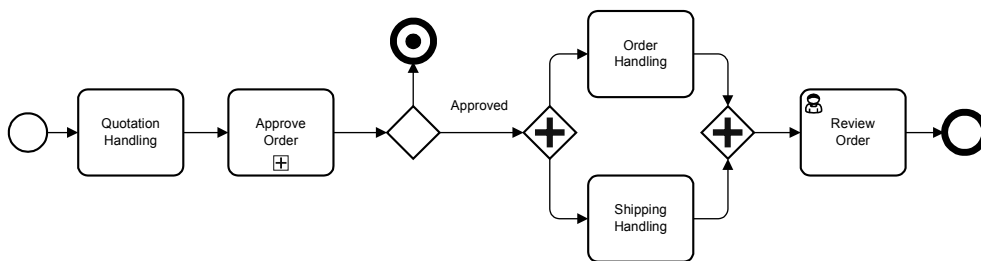 Quotation
Handling
Approve
Order
Approved
Order
Handling
Shipping
Handling
Review
Order